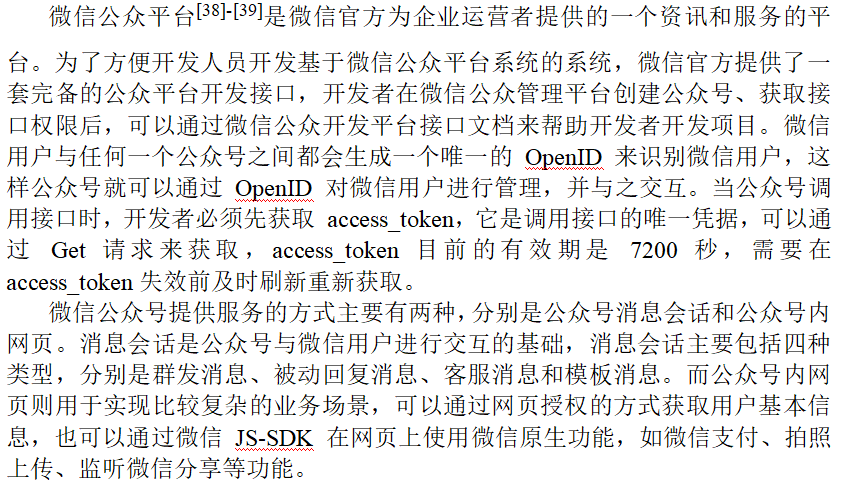 微信公众平台[38]-[39]是微信官方为企业运营者提供的一个资讯和服务的平
台。为了方便开发人员开发基于微信公众平台系统的系统，微信官方提供了一
套完备的公众平台开发接口，开发者在微信公众管理平台创建公众号、获取接
口权限后，可以通过微信公众开发平台接口文档来帮助开发者开发项目。微信
用户与任何一个公众号之间都会生成一个唯一的 OpenID 来识别微信用户，这
样公众号就可以通过 OpenID 对微信用户进行管理，并与之交互。当公众号调
用接口时，开发者必须先获取 access_token，它是调用接口的唯一凭据，可以通
过 Get 请求来获取，access_token 目前的有效期是 7200 秒，需要在
access_token 失效前及时刷新重新获取。
微信公众号提供服务的方式主要有两种，分别是公众号消息会话和公众号内
网页。消息会话是公众号与微信用户进行交互的基础，消息会话主要包括四种
类型，分别是群发消息、被动回复消息、客服消息和模板消息。而公众号内网
页则用于实现比较复杂的业务场景，可以通过网页授权的方式获取用户基本信
息，也可以通过微信 JS-SDK 在网页上使用微信原生功能，如微信支付、拍照
上传、监听微信分享等功能。